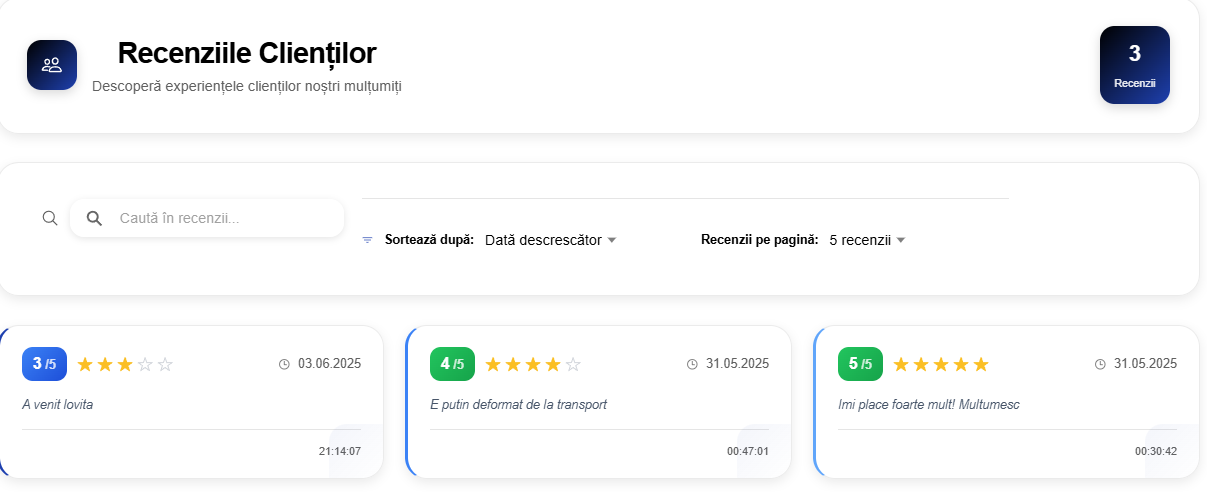 Recenziile Clienților
Descoperă experiențele clienților noștri mulțumiți
3
Recenzii
Caută în recenzii...
Sortează după: Dată descrescător
Recenzii pe pagină: 5 recenzii
3 /5 03.06.2025
A venit lovita
21:14:07
4 /5 31.05.2025
E putin deformat de la transport
00:47:01
5 /5 31.05.2025
Imi place foarte mult! Multumesc
00:30:42